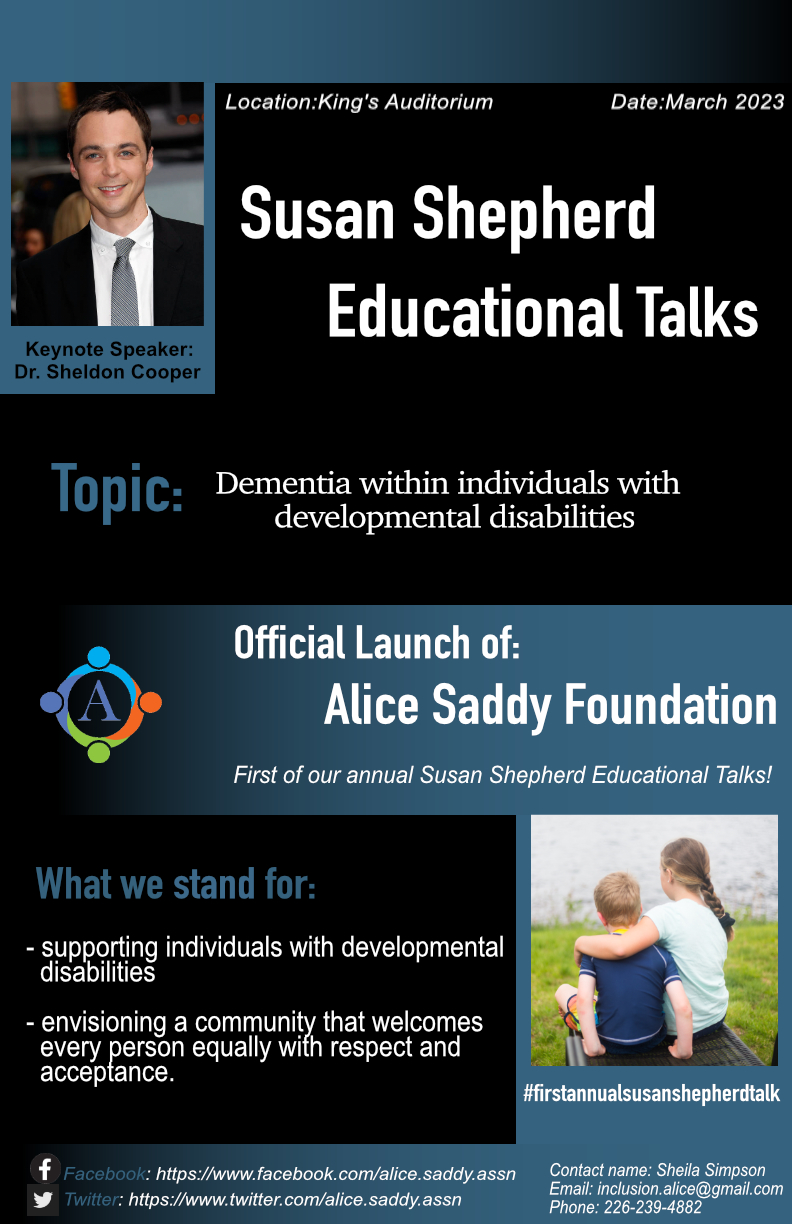 Location:King's Auditorium
Date:March 2023
Susan Shepherd
Educational Talks
Keynote Speaker:
Dr. Sheldon Cooper
Topic:
Dementia within individuals with
developmental disabilities
Official Launch of:
A
Alice Saddy Foundation
First of our annual Susan Shepherd Educational Talks!
What we stand for:
- supporting individuals with developmental
disabilities
- envisioning a community that welcomes
every person equally with respect and
acceptance.
#firstannualsusanshepherdtalk
Facebook: https://www.facebook.com/alice.saddy.assn
Twitter: https://www.twitter.com/alice.saddy.assn
Contact name: Sheila Simpson
Email: inclusion.alice@gmail.com
Phone: 226-239-4882